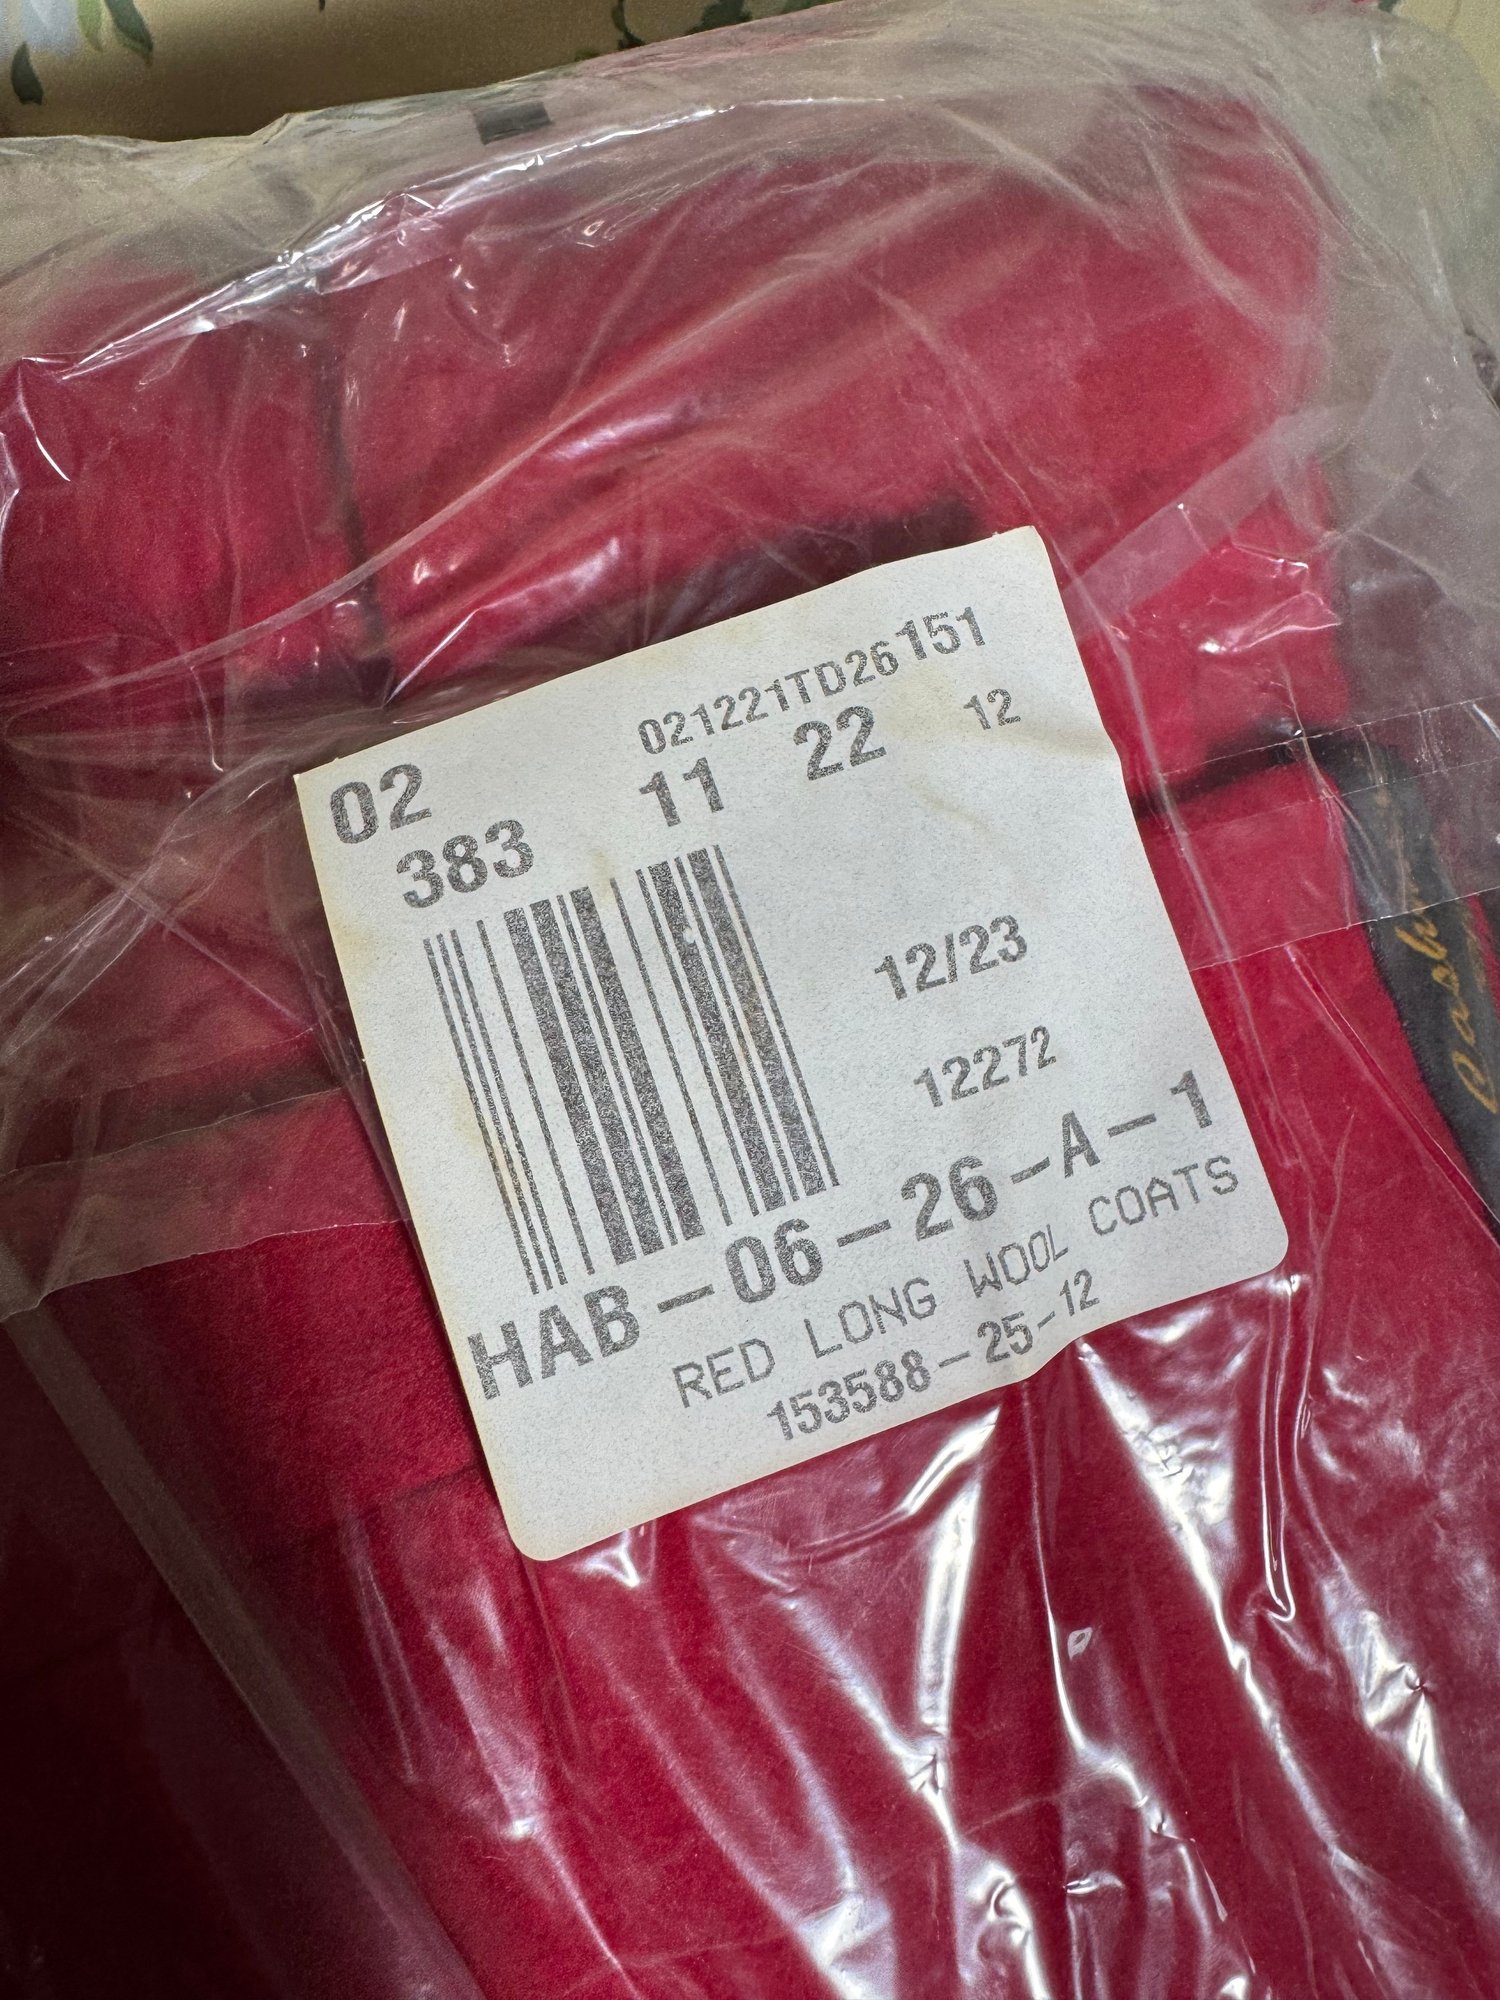 021221TD26151
02 11 22 12
383
12/23
12272
HAB-06-26-A-1
RED LONG WOOL COATS
153588-25-12